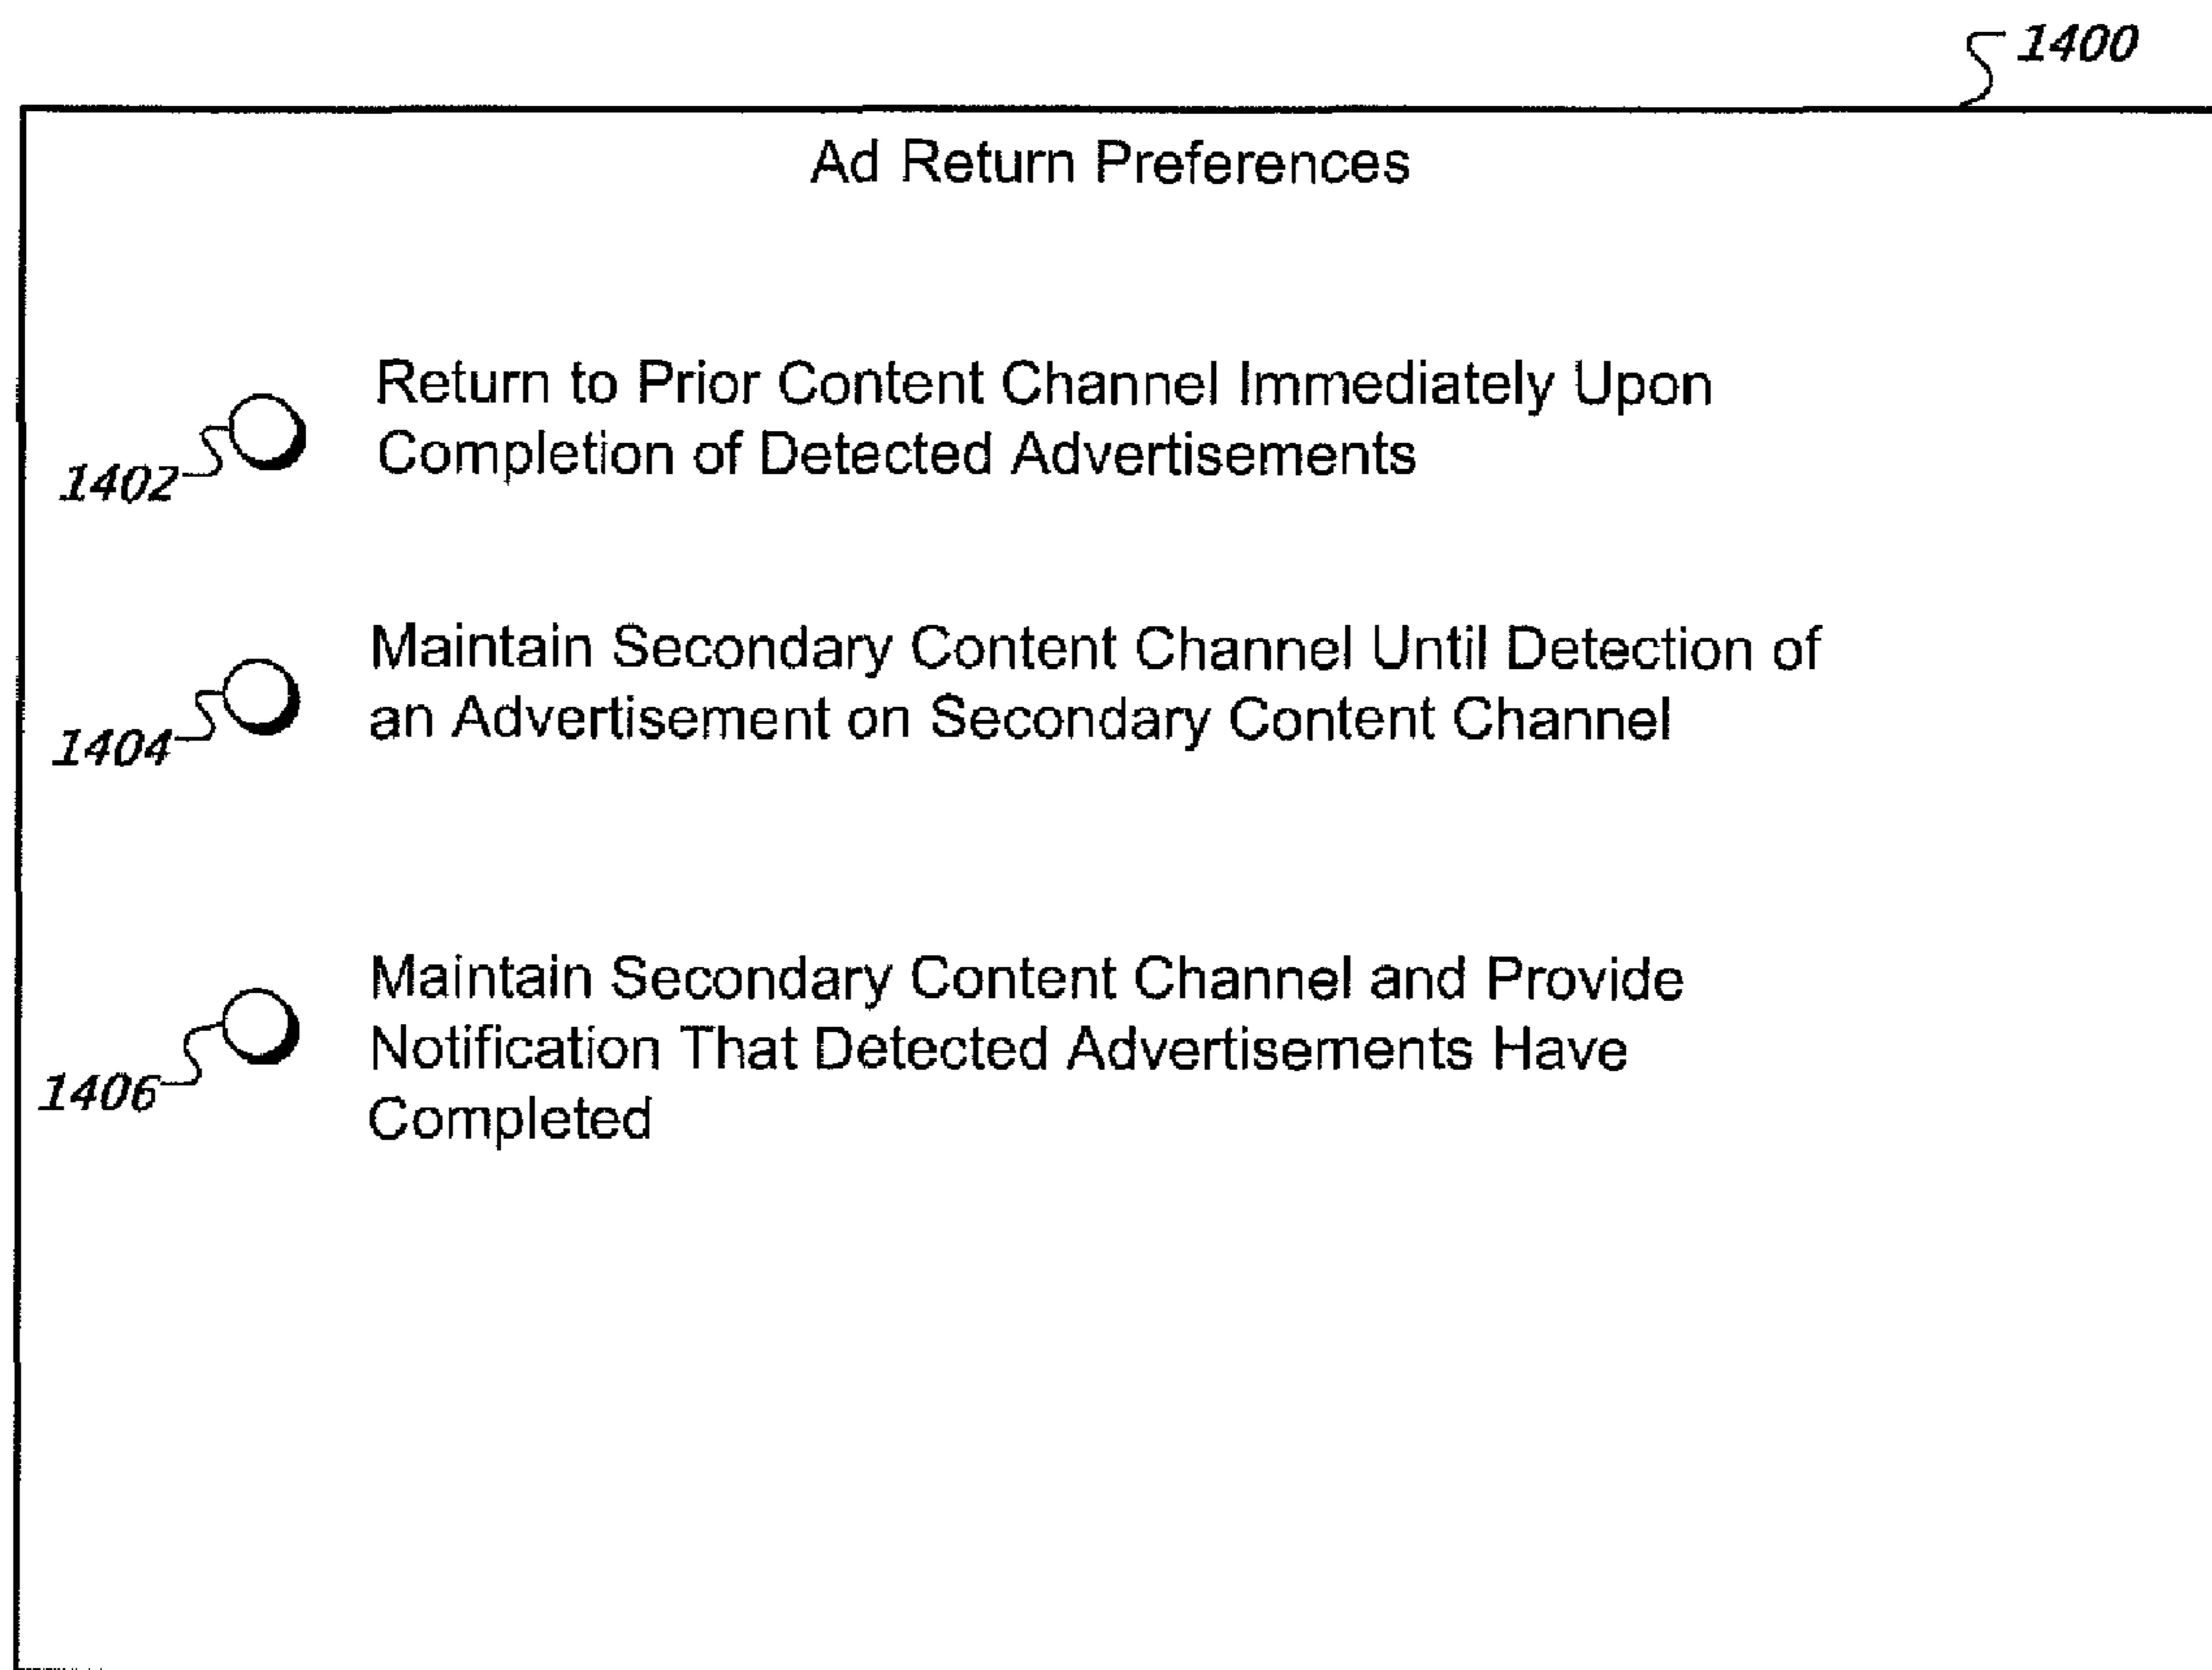 1400
Ad Return Preferences
Return to Prior Content Channel Immediately Upon
Completion of Detected Advertisements
1402
Maintain Secondary Content Channel Until Detection of
an Advertisement on Secondary Content Channel
1404
Maintain Secondary Content Channel and Provide
Notification That Detected Advertisements Have
Completed
1406